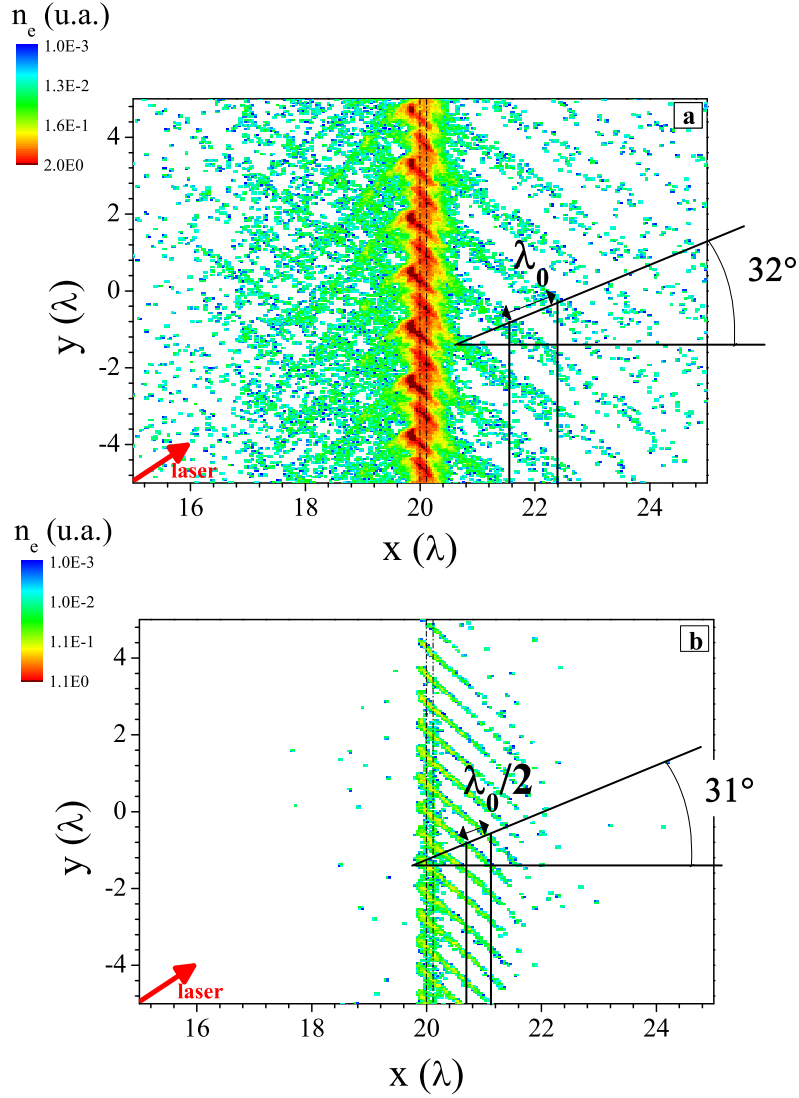 n_e (u.a.)
1.0E-3
1.3E-2
1.6E-1
2.0E0
a
4
2
0
-2
-4
y (λ)
λ_0
32°
laser
16 18 20 22 24
x (λ)
n_e (u.a.)
1.0E-3
1.0E-2
1.1E-1
1.1E0
b
4
2
0
-2
-4
y (λ)
λ_0/2
31°
laser
16 18 20 22 24
x (λ)